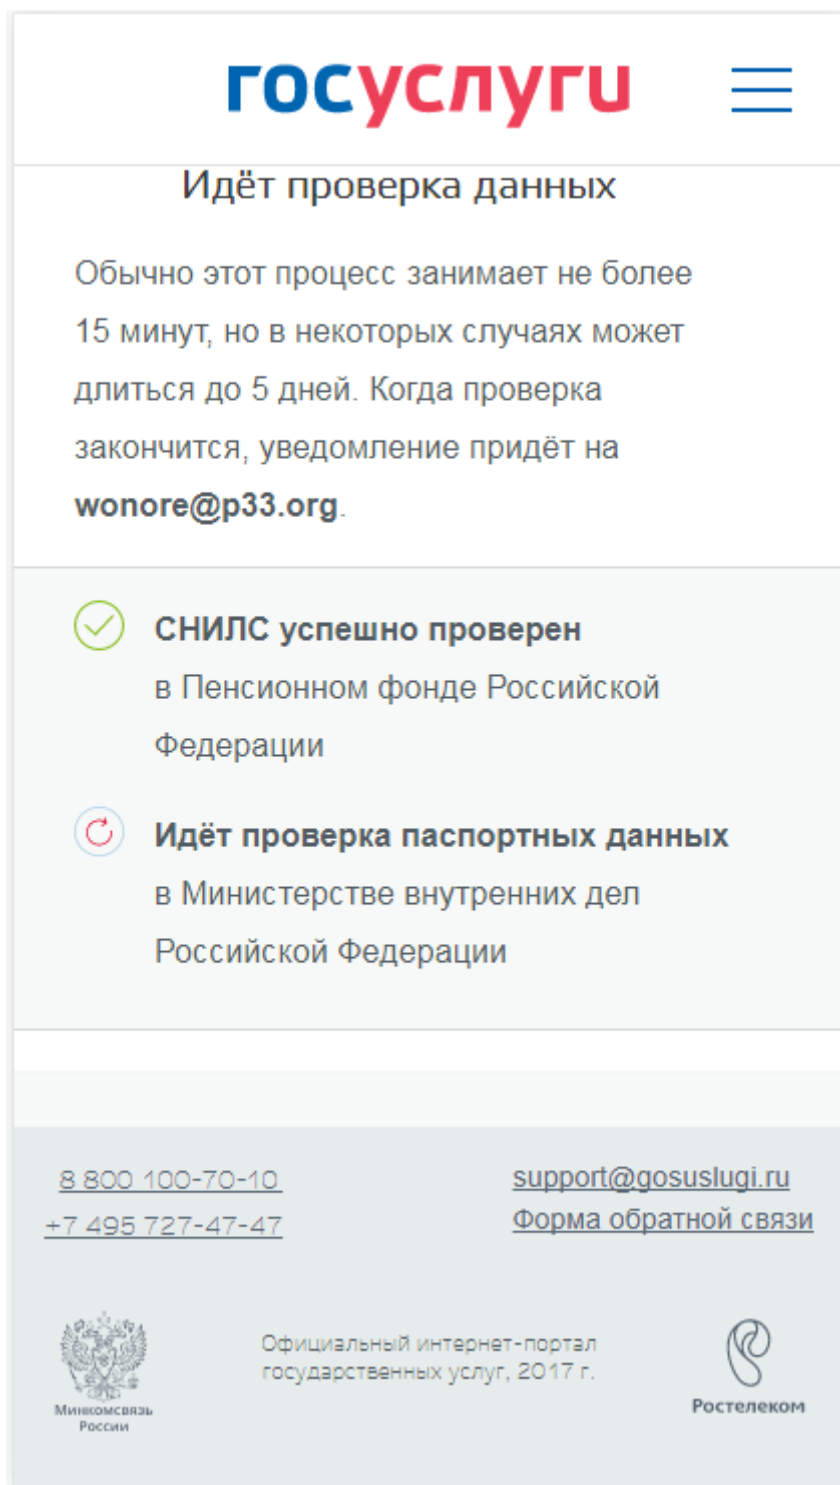 госуслуги
Идёт проверка данных
Обычно этот процесс занимает не более
15 минут, но в некоторых случаях может
длиться до 5 дней. Когда проверка
закончится, уведомление придёт на
wonore@p33.org.
СНИЛС успешно проверен
в Пенсионном фонде Российской
Федерации
Идёт проверка паспортных данных
в Министерстве внутренних дел
Российской Федерации
8 800 100-70-10
+7 495 727-47-47
support@gosuslugi.ru
Форма обратной связи
Минкомсвязь
России
Официальный интернет-портал
государственных услуг, 2017 г.
Ростелеком